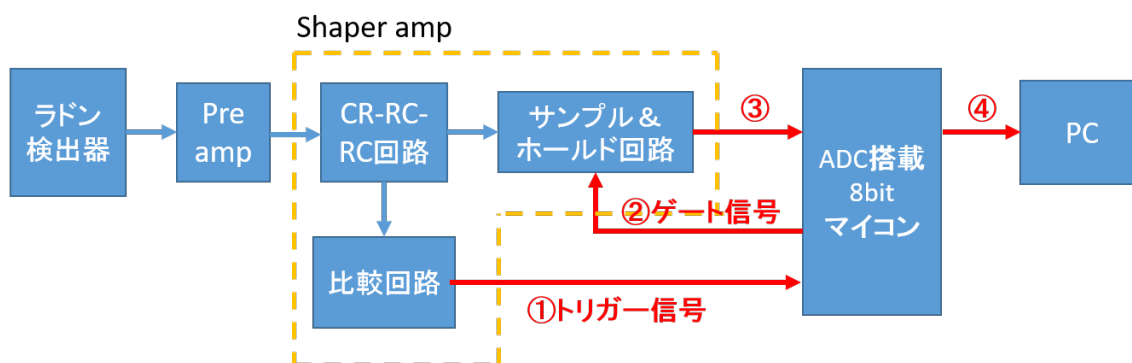 Shaper amp
ラドン
検出器
Pre
amp
CR-RC-
RC回路
サンプル＆
ホールド回路
③
ADC搭載
8bit
マイコン
④
PC
②ゲート信号
比較回路
①トリガー信号